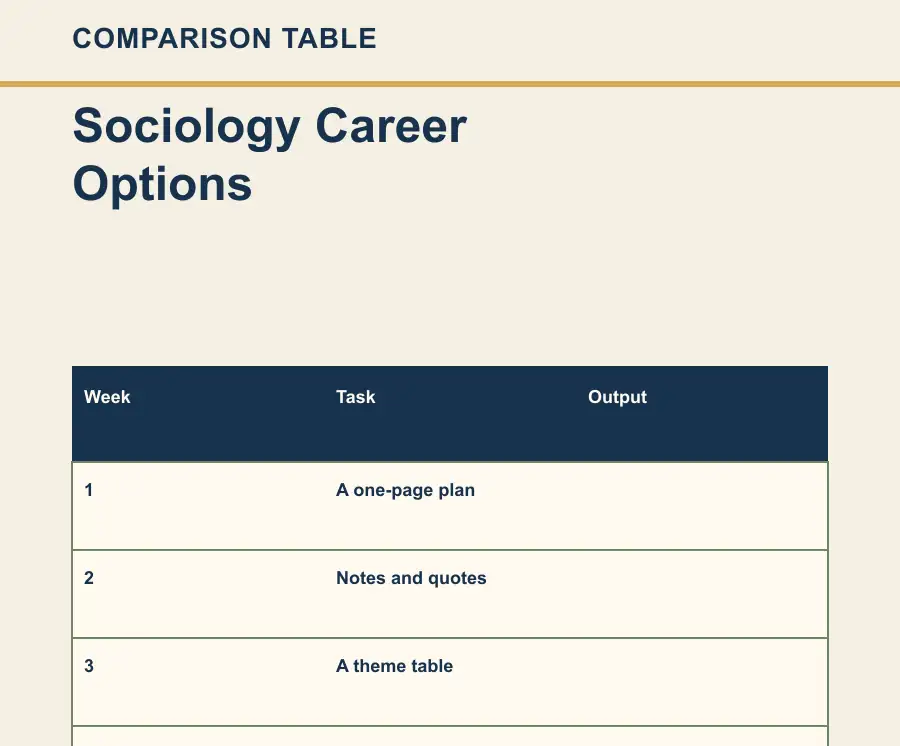 COMPARISON TABLE
Sociology Career
Options
Week Task Output
1 A one-page plan
2 Notes and quotes
3 A theme table